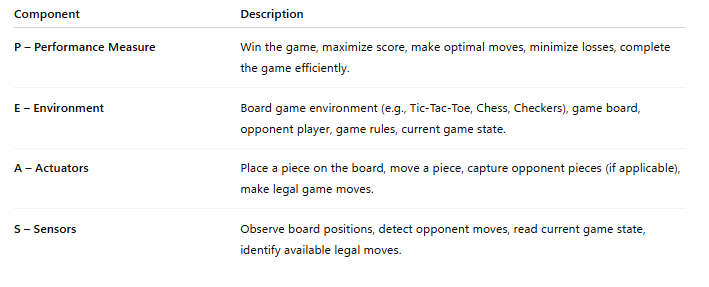 Component Description
P – Performance Measure Win the game, maximize score, make optimal moves, minimize losses, complete
the game efficiently.
E – Environment Board game environment (e.g., Tic-Tac-Toe, Chess, Checkers), game board,
opponent player, game rules, current game state.
A – Actuators Place a piece on the board, move a piece, capture opponent pieces (if applicable),
make legal game moves.
S – Sensors Observe board positions, detect opponent moves, read current game state,
identify available legal moves.